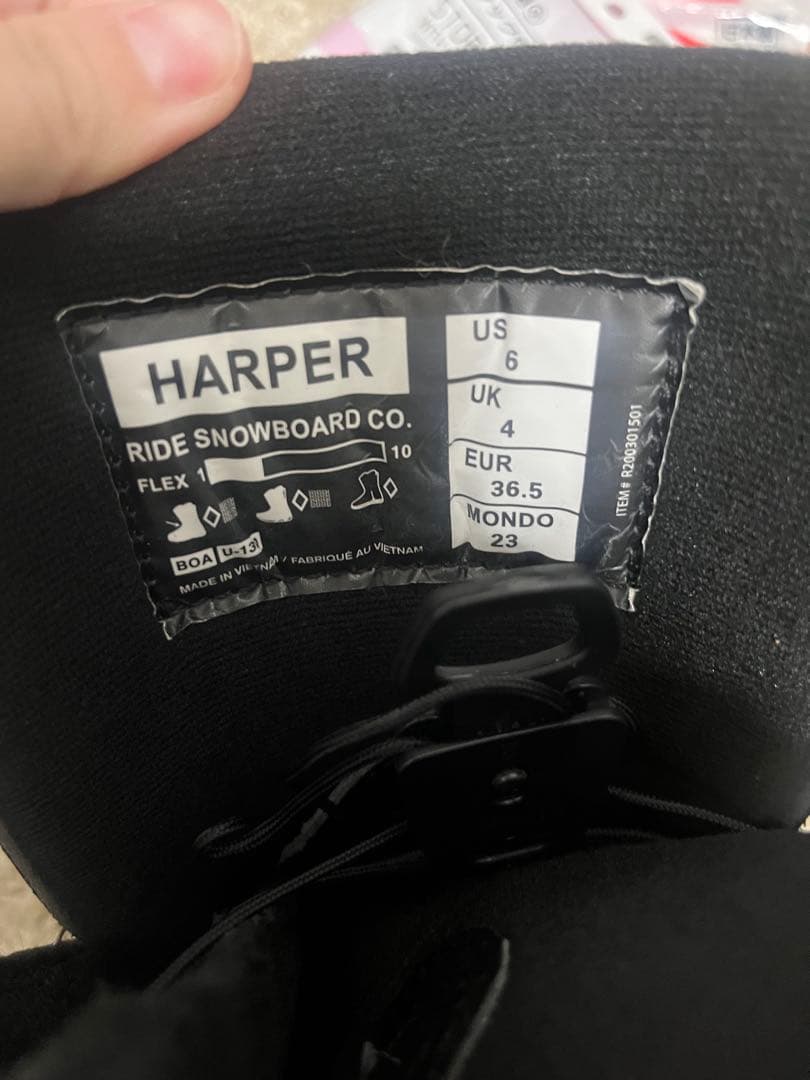 HARPER
RIDE SNOWBOARD CO.
FLEX 1 10
BOA U-13
MADE IN VIETNAM / FABRIQUÉ AU VIETNAM
US
6
UK
4
EUR
36.5
MONDO
23
ITEM# R200301501